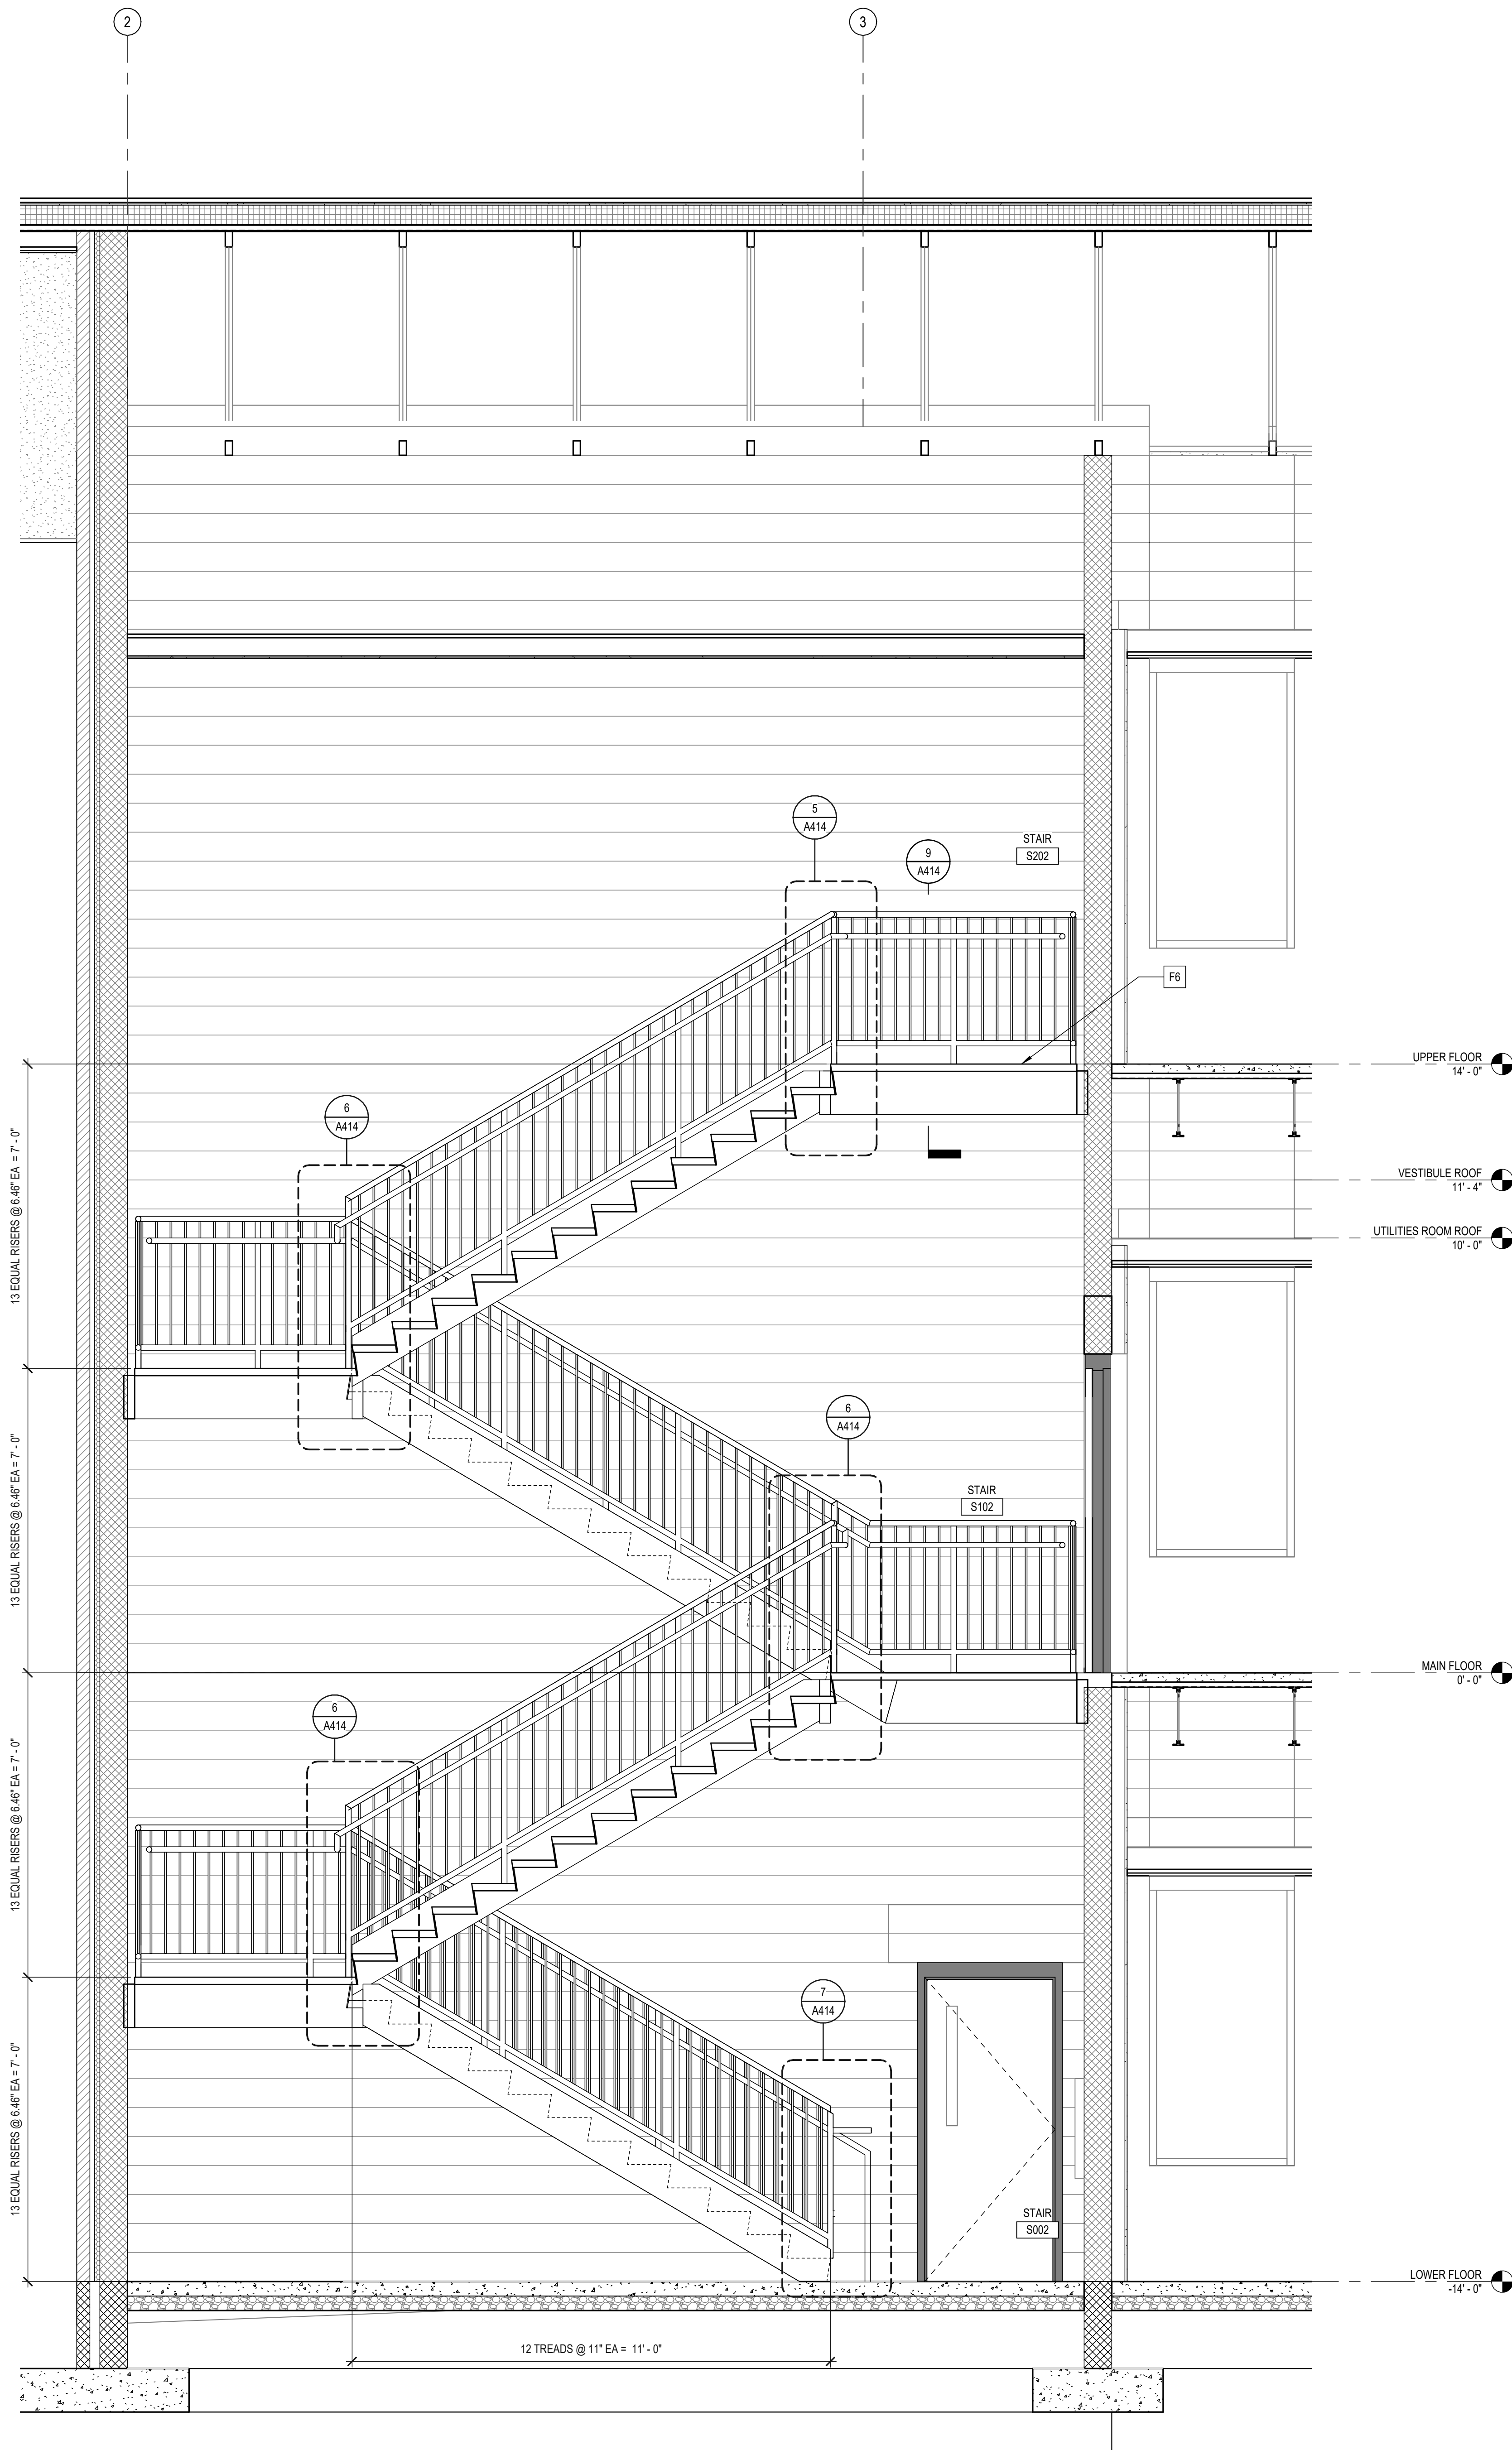 2
3
5
A414
9
A414
STAIR
S202
F6
UPPER FLOOR
14' - 0"
6
A414
13 EQUAL RISERS @ 6.46" EA = 7' - 0"
VESTIBULE ROOF
11' - 4"
UTILITIES ROOM ROOF
10' - 0"
6
A414
STAIR
S102
13 EQUAL RISERS @ 6.46" EA = 7' - 0"
MAIN FLOOR
0' - 0"
6
A414
13 EQUAL RISERS @ 6.46" EA = 7' - 0"
7
A414
13 EQUAL RISERS @ 6.46" EA = 7' - 0"
STAIR
S002
LOWER FLOOR
-14' - 0"
12 TREADS @ 11" EA = 11' - 0"